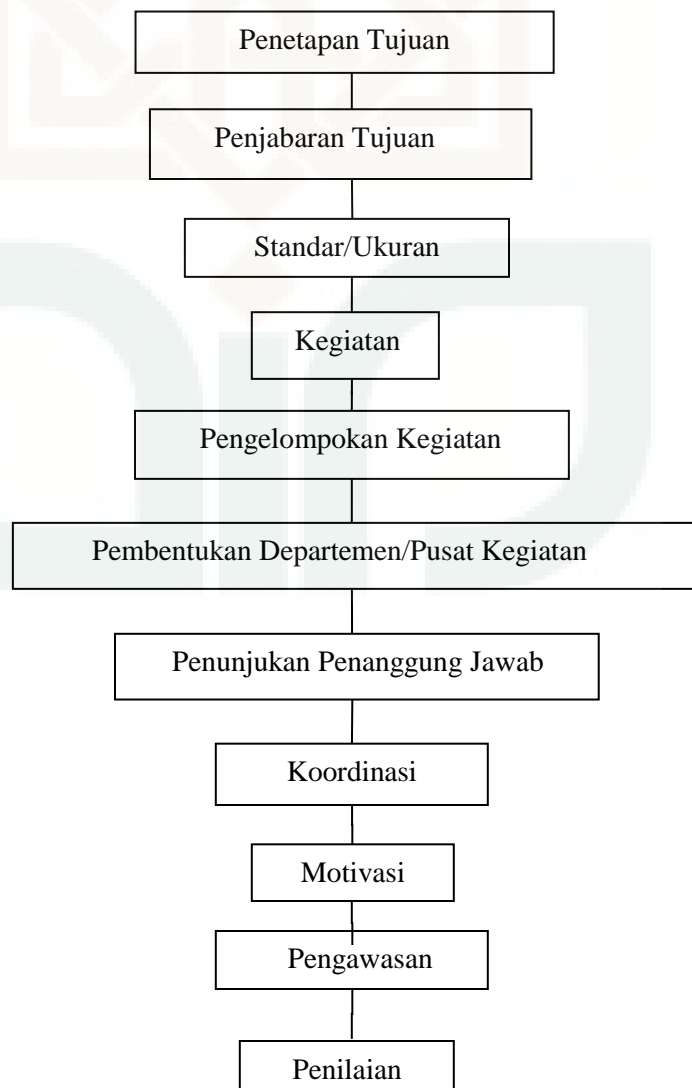 Penetapan Tujuan
Penjabaran Tujuan
Standar/Ukuran
Kegiatan
Pengelompokan Kegiatan
Pembentukan Departemen/Pusat Kegiatan
Penunjukan Penanggung Jawab
Koordinasi
Motivasi
Pengawasan
Penilaian